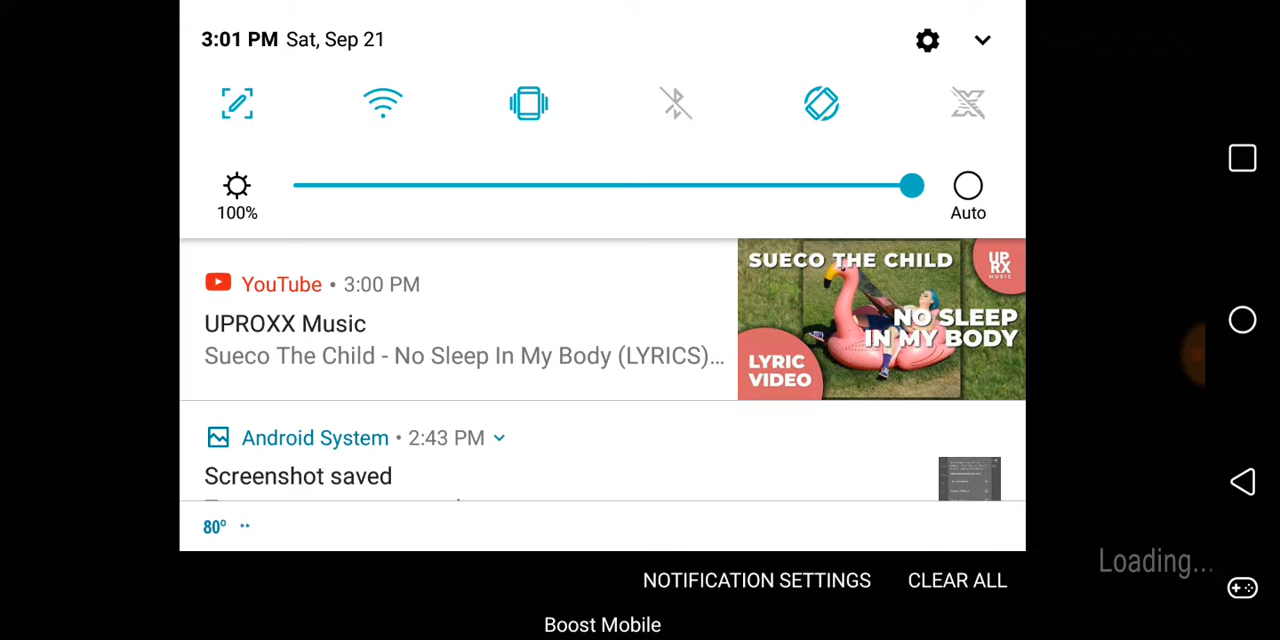 3:01 PM Sat, Sep 21
100%
Auto
YouTube • 3:00 PM
UPROXX Music
Sueco The Child - No Sleep In My Body (LYRICS)...
SUECO THE CHILD
UP
RX
MUSIC
NO SLEEP
IN MY BODY
LYRIC
VIDEO
Android System • 2:43 PM
Screenshot saved
80°
Loading...
NOTIFICATION SETTINGS CLEAR ALL
Boost Mobile